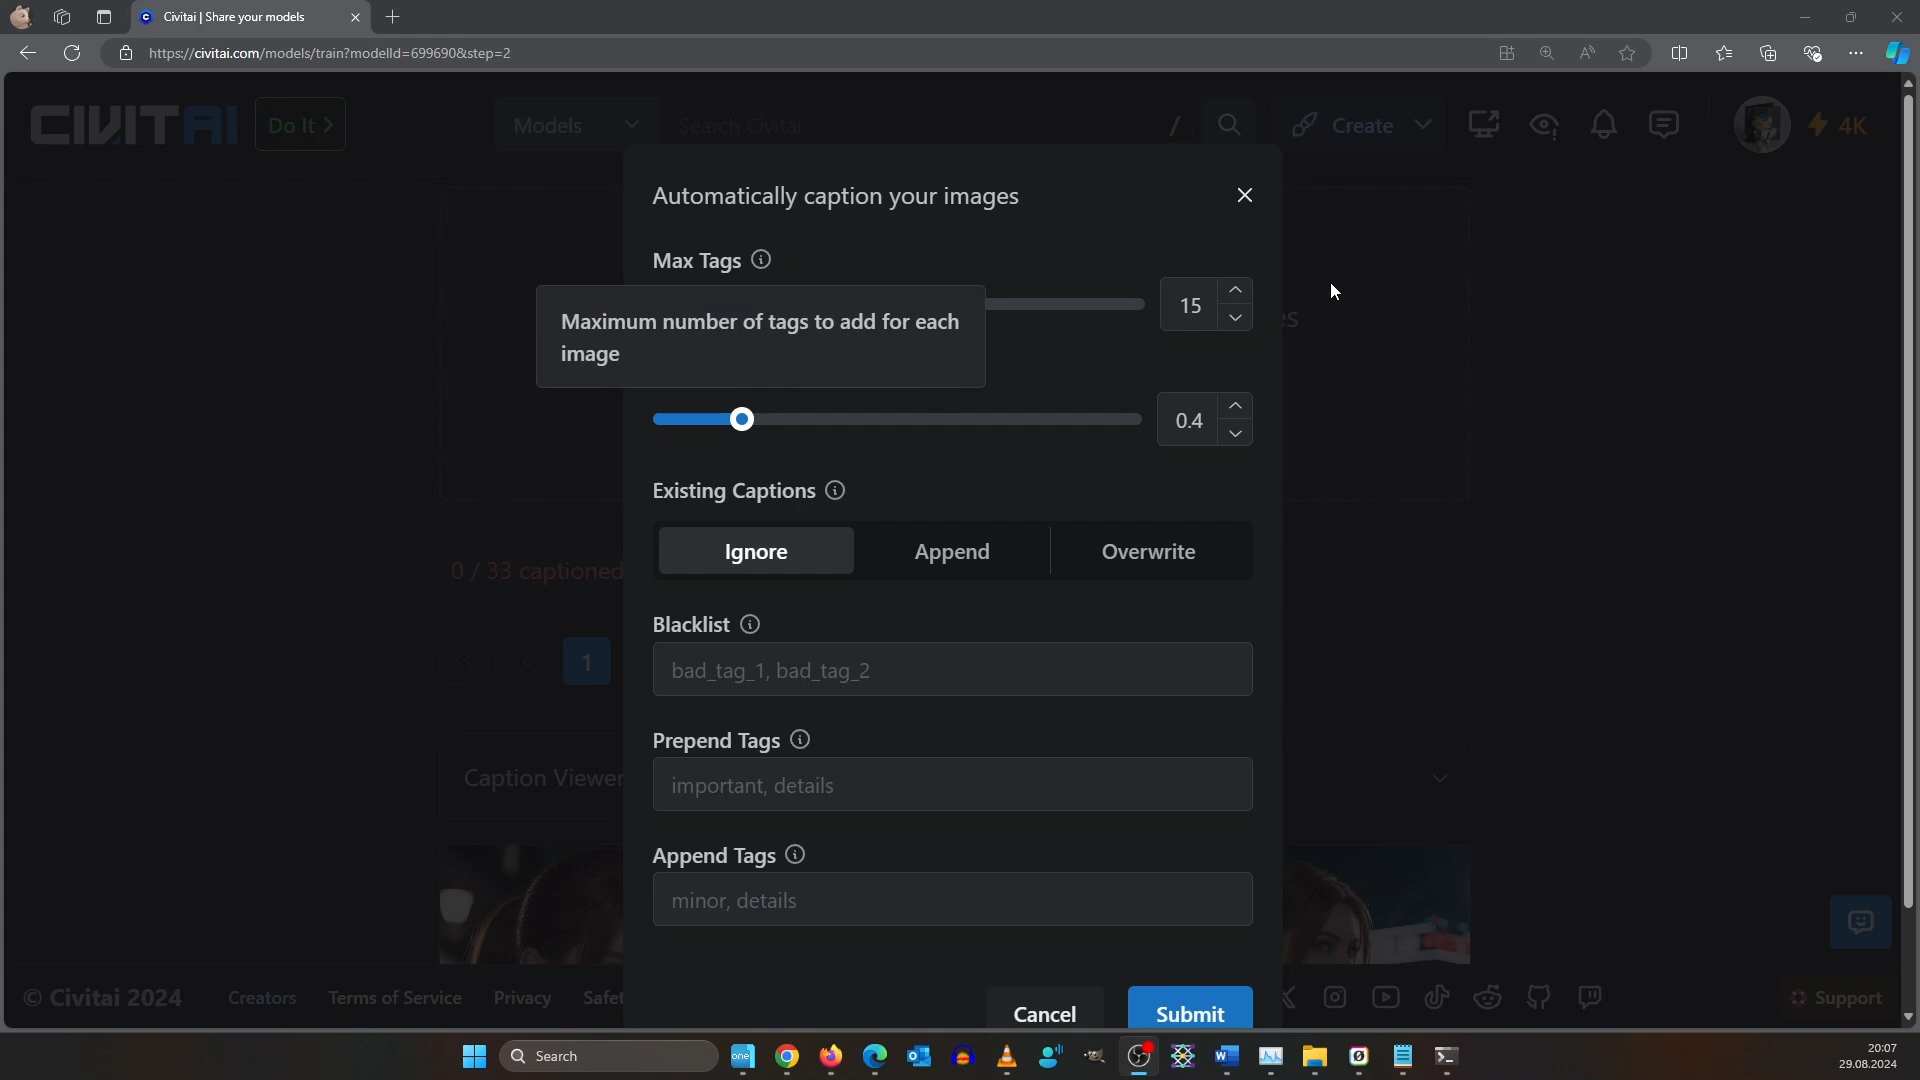 Civitai | Share your models
https://civitai.com/models/train?modelId=699690&step=2
CIVITAI
Do It >
Models
Search Civitai
/
Create
4K
Automatically caption your images
Max Tags
15
Maximum number of tags to add for each
image
0.4
Existing Captions
Ignore
Append
Overwrite
0 / 33 captioned
Blacklist
1
bad_tag_1, bad_tag_2
Prepend Tags
Caption Viewer
important, details
Append Tags
minor, details
Cancel
Submit
© Civitai 2024
Creators
Terms of Service
Privacy
Support
Search
20:07
29.08.2024